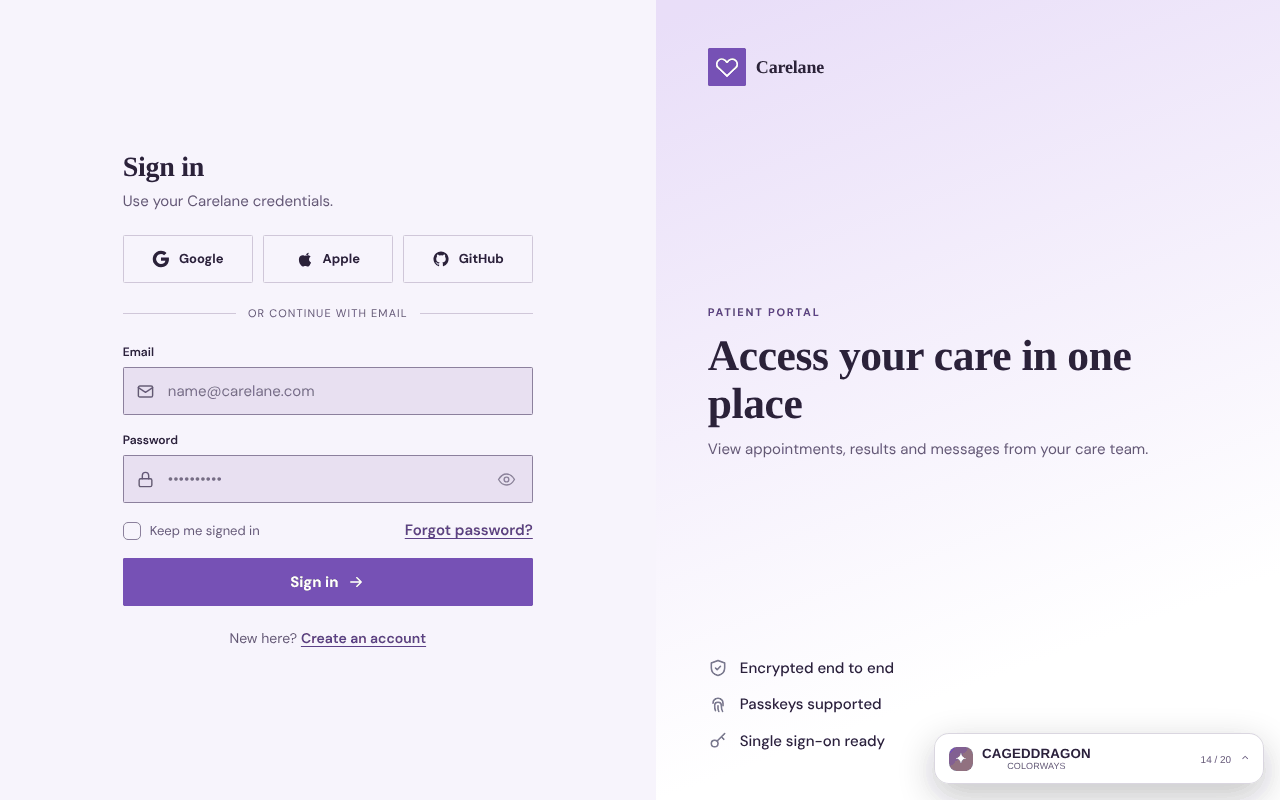 Sign in
Use your Carelane credentials.
Google
Apple
GitHub
OR CONTINUE WITH EMAIL
Email
name@carelane.com
Password
••••••••••
Keep me signed in
Forgot password?
Sign in
New here? Create an account
Carelane
PATIENT PORTAL
Access your care in one
place
View appointments, results and messages from your care team.
Encrypted end to end
Passkeys supported
Single sign-on ready
CAGEDDRAGON
COLORWAYS
14 / 20